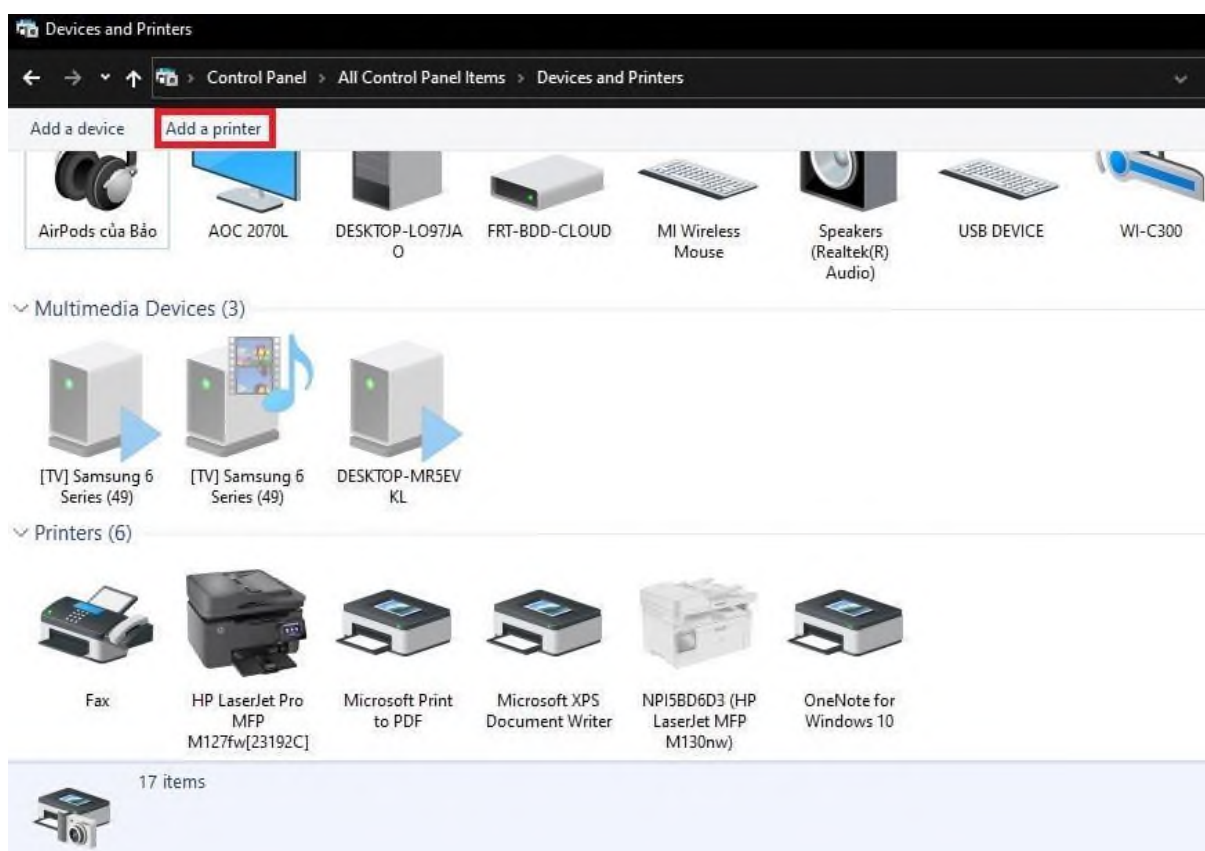 Devices and Printers
Control Panel > All Control Panel Items > Devices and Printers
Add a device Add a printer
AirPods của Bảo AOC 2070L DESKTOP-LO97JA FRT-BDD-CLOUD MI Wireless Speakers USB DEVICE WI-C300
O Mouse (Realtek(R)
Audio)
Multimedia Devices (3)
[TV] Samsung 6 [TV] Samsung 6 DESKTOP-MR5EV
Series (49) Series (49) KL
Printers (6)
Fax HP LaserJet Pro Microsoft Print Microsoft XPS NPI5BD6D3 (HP OneNote for
MFP to PDF Document Writer LaserJet MFP Windows 10
M127fw[23192C] M130nw)
17 items